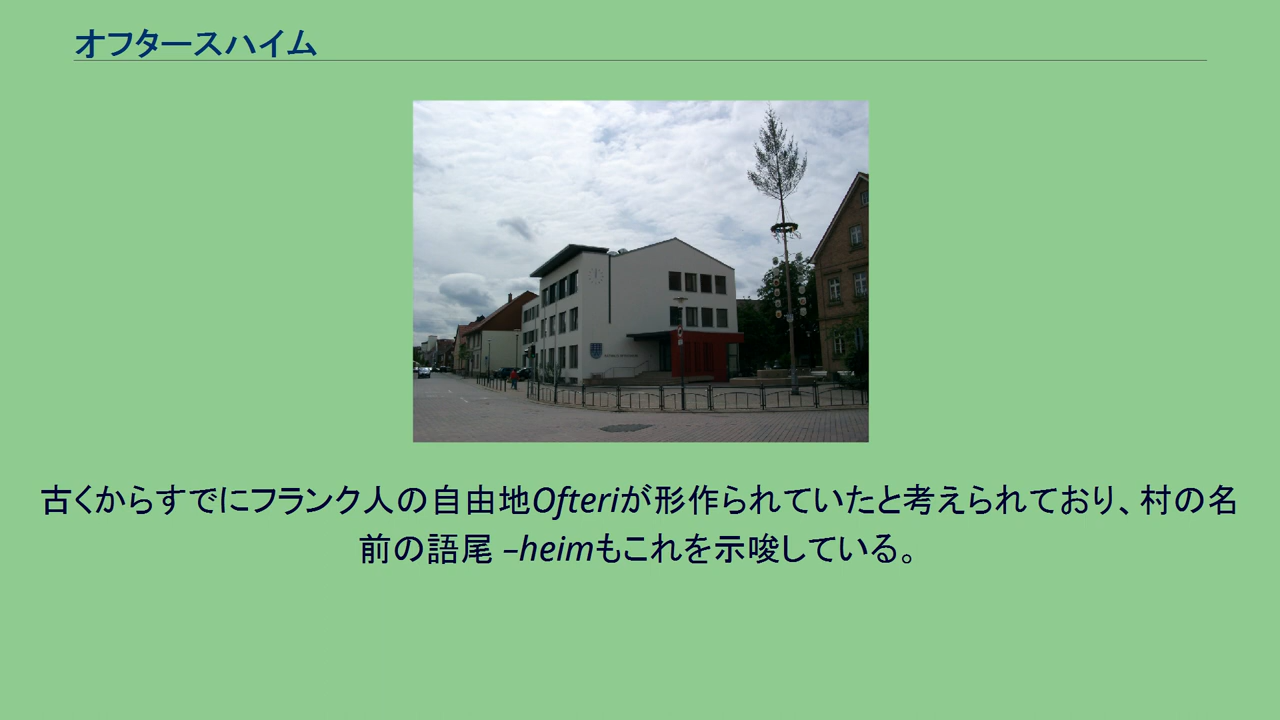 オフタースハイム
古くからすでにフランク人の自由地Ofteriが形作られていたと考えられており、村の名
前の語尾 –heimもこれを示唆している。